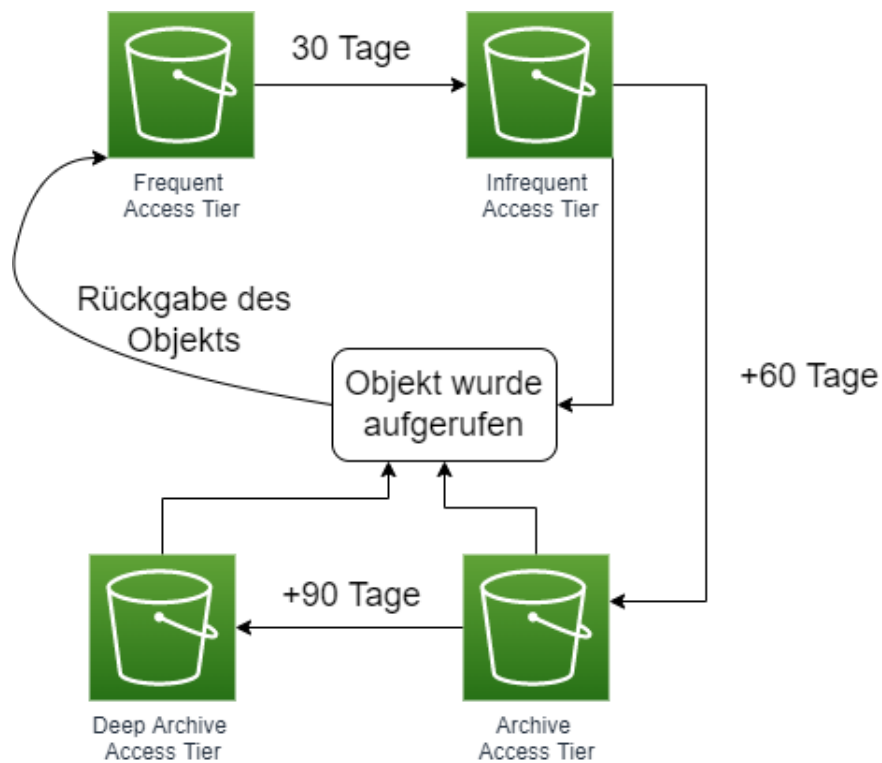 30 Tage
Frequent
Access Tier
Infrequent
Access Tier
Rückgabe des
Objekts
Objekt wurde
aufgerufen
+60 Tage
+90 Tage
Deep Archive
Access Tier
Archive
Access Tier